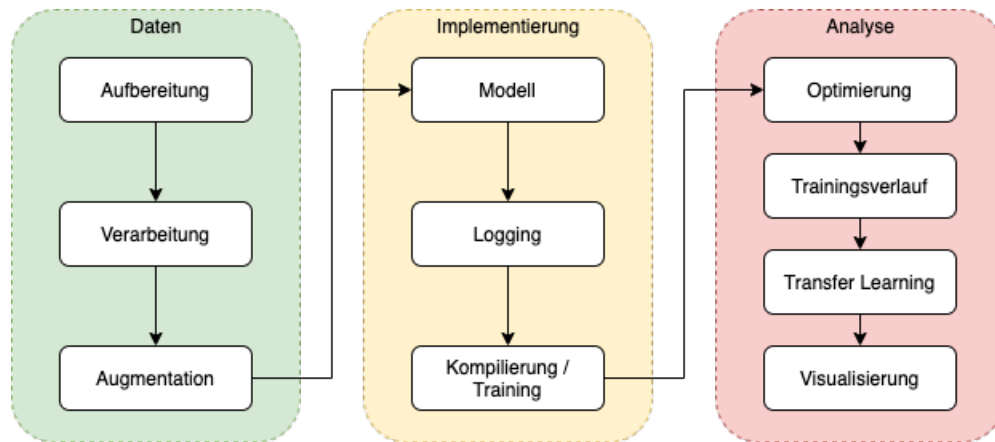 Daten
Aufbereitung
Verarbeitung
Augmentation
Implementierung
Modell
Logging
Kompilierung /
Training
Analyse
Optimierung
Trainingsverlauf
Transfer Learning
Visualisierung